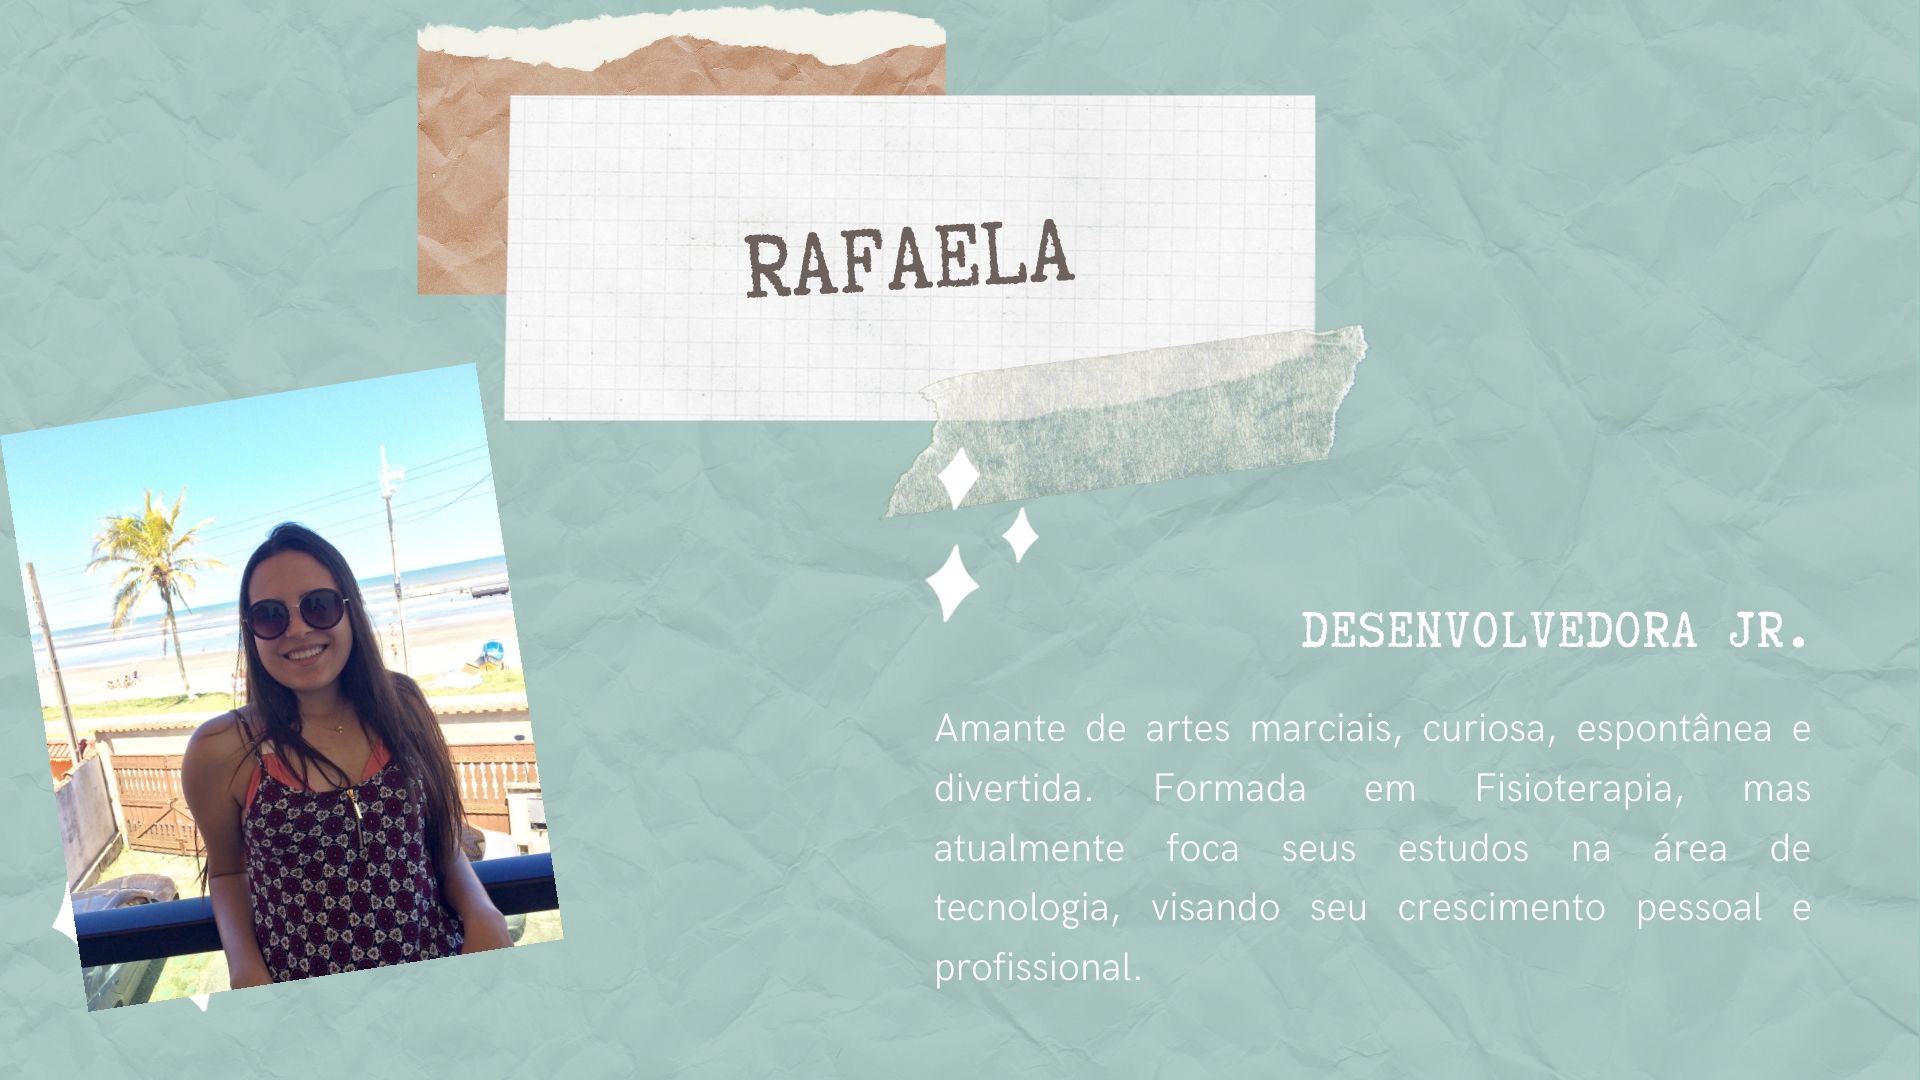 RAFAELA
DESENVOLVEDORA JR.
Amante de artes marciais, curiosa, espontânea e
divertida. Formada em Fisioterapia, mas
atualmente foca seus estudos na área de
tecnologia, visando seu crescimento pessoal e
profissional.